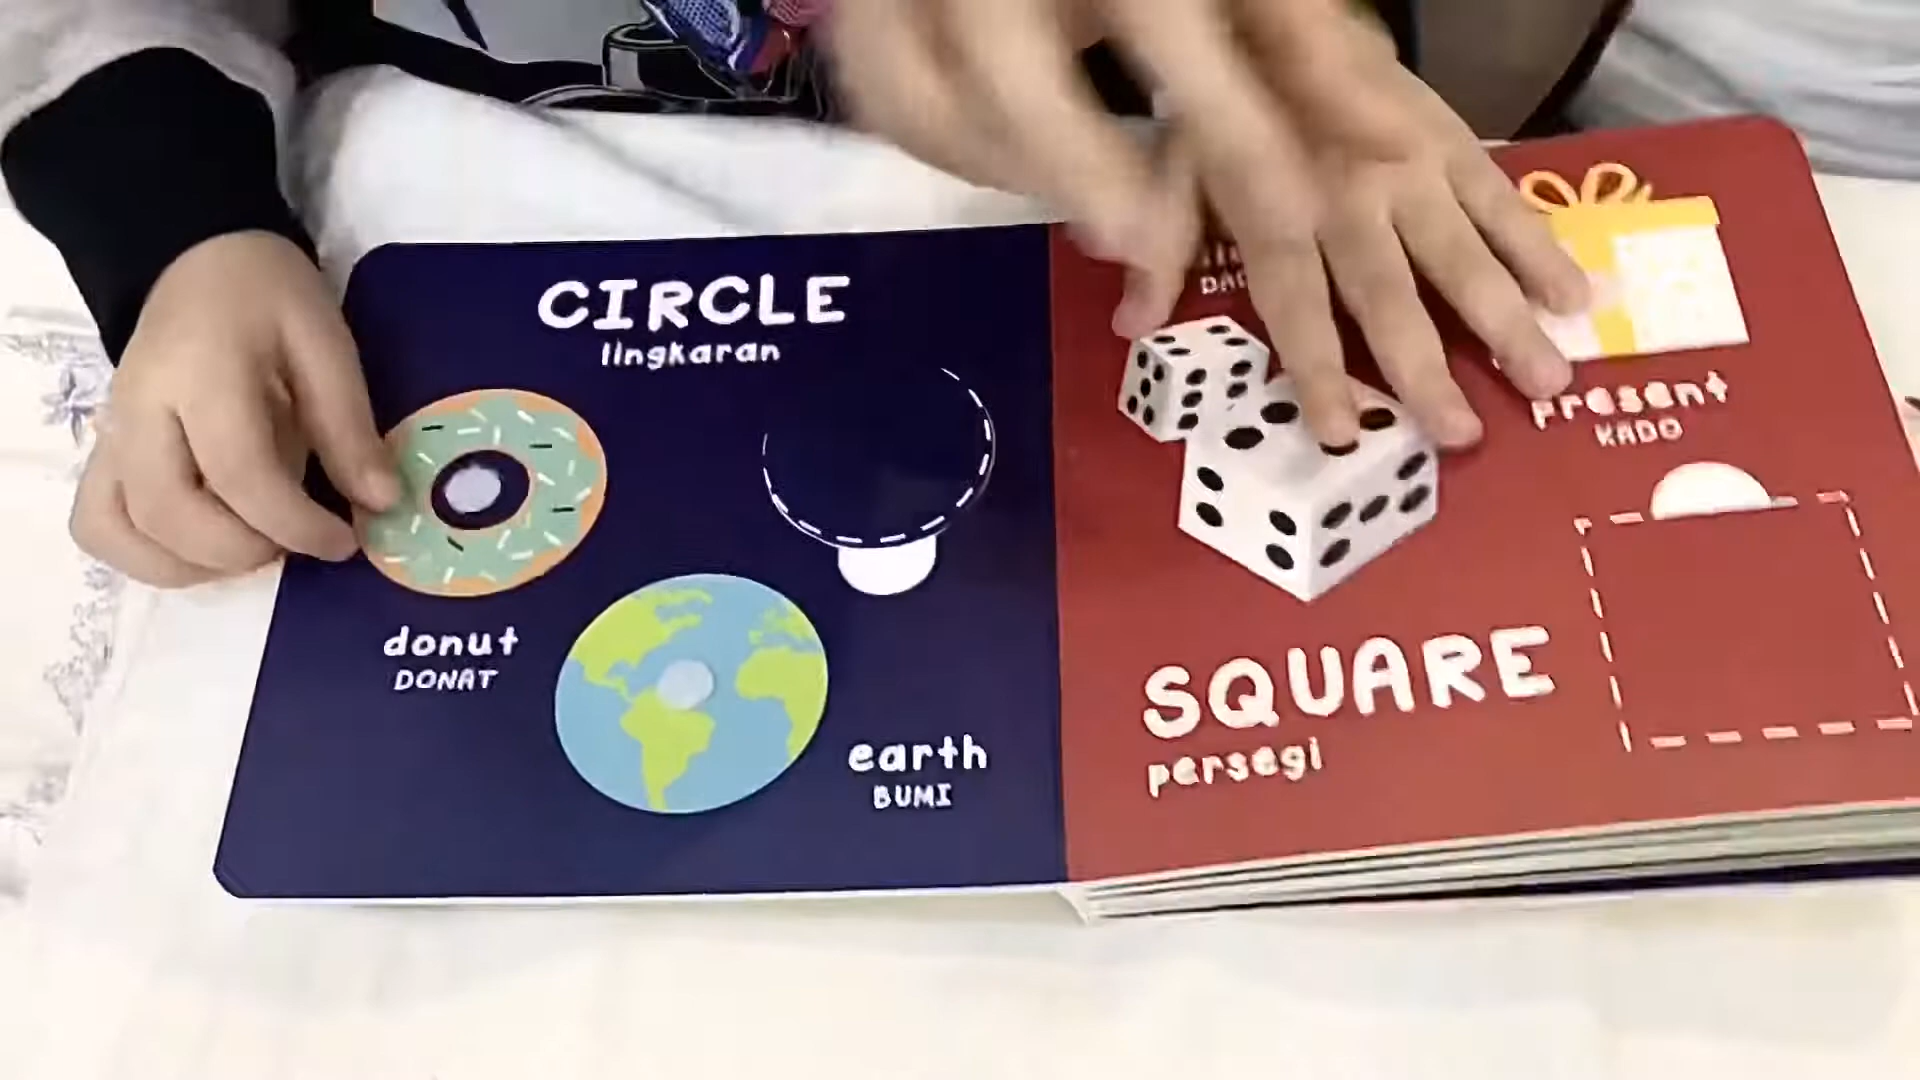 CIRCLE
lingkaran
donut
DONAT
earth
BUMI
present
KADO
SQUARE
persegi